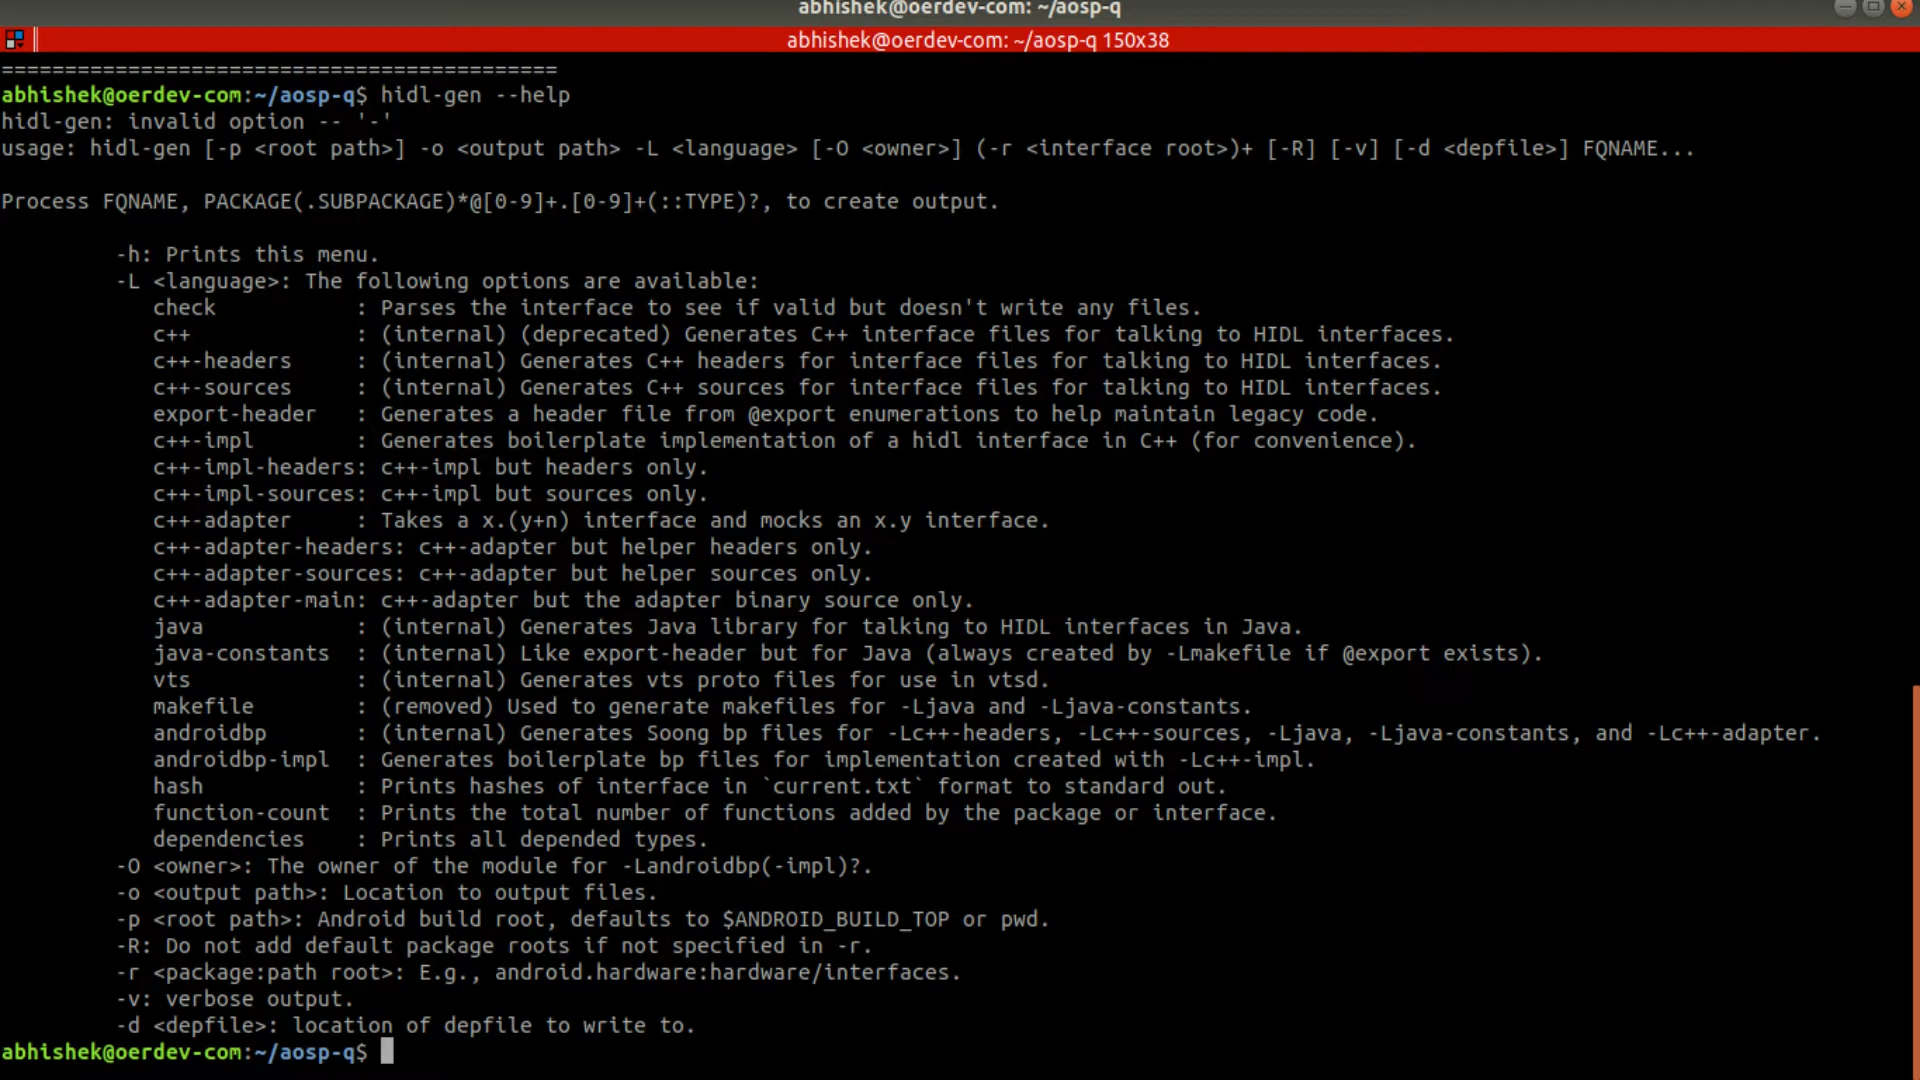 abhishek@oerdev-com: ~/aosp-q
abhishek@oerdev-com: ~/aosp-q 150x38
============================================
abhishek@oerdev-com:~/aosp-q$ hidl-gen --help
hidl-gen: invalid option -- '-'
usage: hidl-gen [-p <root path>] -o <output path> -L <language> [-O <owner>] (-r <interface root>)+ [-R] [-v] [-d <depfile>] FQNAME...
Process FQNAME, PACKAGE(.SUBPACKAGE)*@[0-9]+.[0-9]+(::TYPE)?, to create output.
-h: Prints this menu.
-L <language>: The following options are available:
check : Parses the interface to see if valid but doesn't write any files.
c++ : (internal) (deprecated) Generates C++ interface files for talking to HIDL interfaces.
c++-headers : (internal) Generates C++ headers for interface files for talking to HIDL interfaces.
c++-sources : (internal) Generates C++ sources for interface files for talking to HIDL interfaces.
export-header : Generates a header file from @export enumerations to help maintain legacy code.
c++-impl : Generates boilerplate implementation of a hidl interface in C++ (for convenience).
c++-impl-headers: c++-impl but headers only.
c++-impl-sources: c++-impl but sources only.
c++-adapter : Takes a x.(y+n) interface and mocks an x.y interface.
c++-adapter-headers: c++-adapter but helper headers only.
c++-adapter-sources: c++-adapter but helper sources only.
c++-adapter-main: c++-adapter but the adapter binary source only.
java : (internal) Generates Java library for talking to HIDL interfaces in Java.
java-constants : (internal) Like export-header but for Java (always created by -Lmakefile if @export exists).
vts : (internal) Generates vts proto files for use in vtsd.
makefile : (removed) Used to generate makefiles for -Ljava and -Ljava-constants.
androidbp : (internal) Generates Soong bp files for -Lc++-headers, -Lc++-sources, -Ljava, -Ljava-constants, and -Lc++-adapter.
androidbp-impl : Generates boilerplate bp files for implementation created with -Lc++-impl.
hash : Prints hashes of interface in `current.txt` format to standard out.
function-count : Prints the total number of functions added by the package or interface.
dependencies : Prints all depended types.
-O <owner>: The owner of the module for -Landroidbp(-impl)?.
-o <output path>: Location to output files.
-p <root path>: Android build root, defaults to $ANDROID_BUILD_TOP or pwd.
-R: Do not add default package roots if not specified in -r.
-r <package:path root>: E.g., android.hardware:hardware/interfaces.
-v: verbose output.
-d <depfile>: location of depfile to write to.
abhishek@oerdev-com:~/aosp-q$